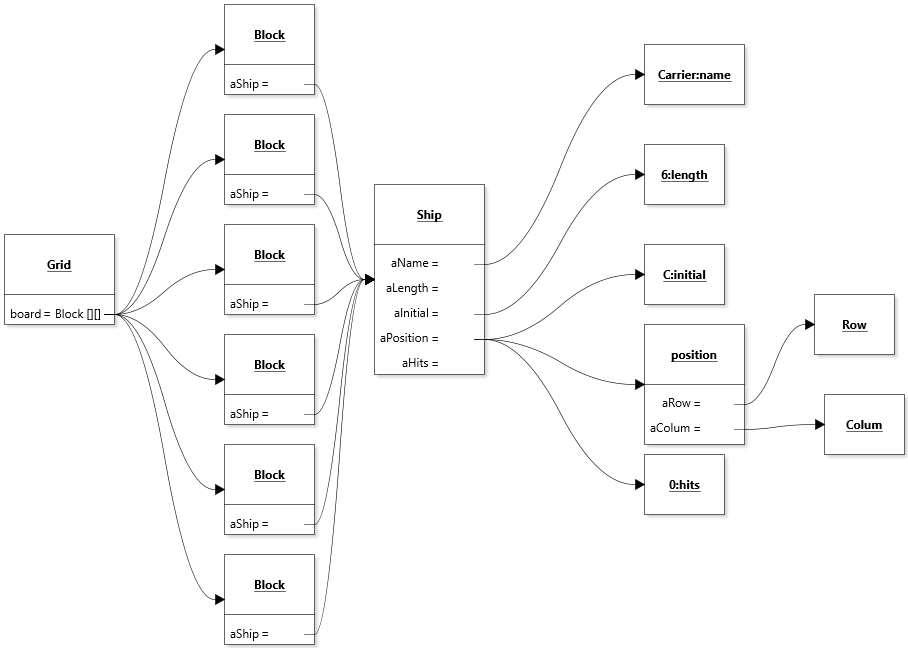 Grid
board = Block [][]
Block
aShip =
Block
aShip =
Block
aShip =
Block
aShip =
Block
aShip =
Block
aShip =
Ship
aName =
aLength =
aInitial =
aPosition =
aHits =
Carrier:name
6:length
C:initial
position
aRow =
aColum =
0:hits
Row
Colum